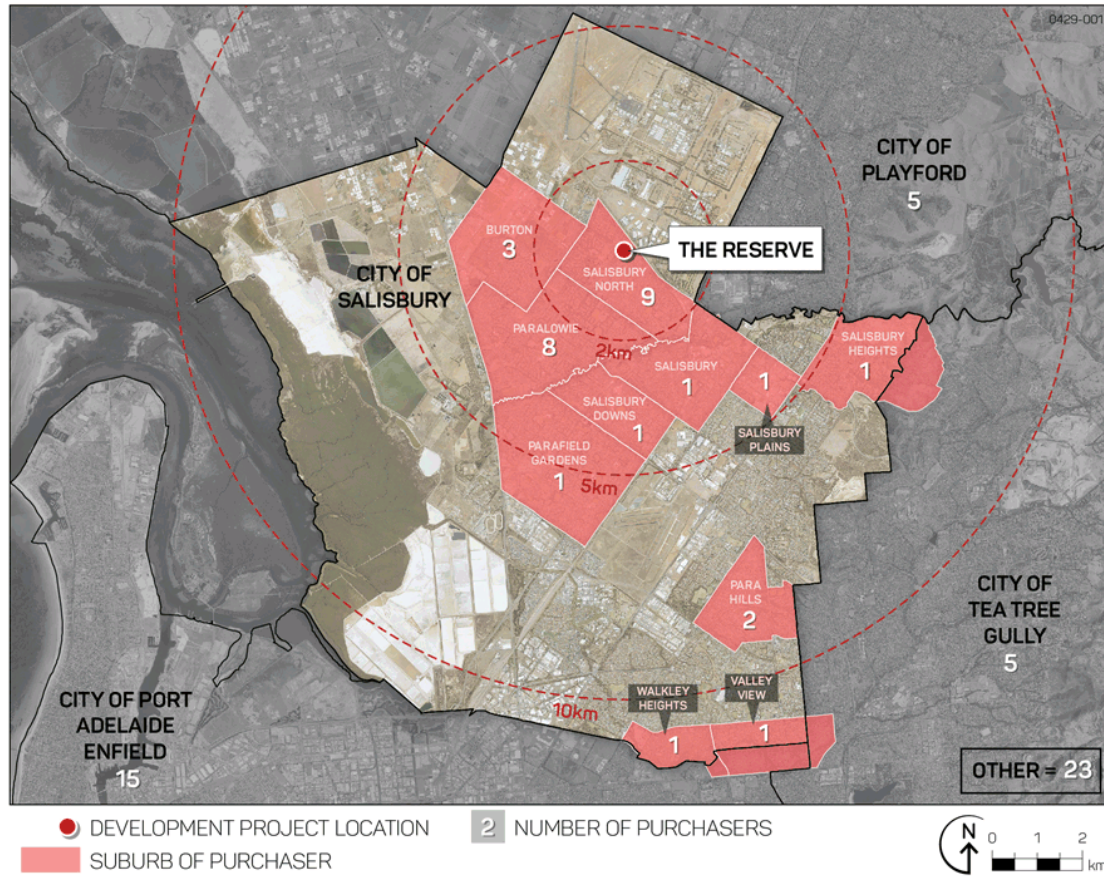 0429-001
CITY OF
PLAYFORD
5
THE RESERVE
BURTON
3
CITY OF
SALISBURY
SALISBURY
NORTH
9
PARALOWIE
8
2km
SALISBURY
HEIGHTS
1
SALISBURY
1
1
SALISBURY
PLAINS
SALISBURY
DOWNS
1
PARAFIELD
GARDENS
1
5km
PARA
HILLS
2
CITY OF
TEA TREE
GULLY
5
CITY OF PORT
ADELAIDE
ENFIELD
15
WALKLEY
HEIGHTS
1
VALLEY
VIEW
1
10km
OTHER = 23
DEVELOPMENT PROJECT LOCATION
2 NUMBER OF PURCHASERS
SUBURB OF PURCHASER
N
0 1 2
km